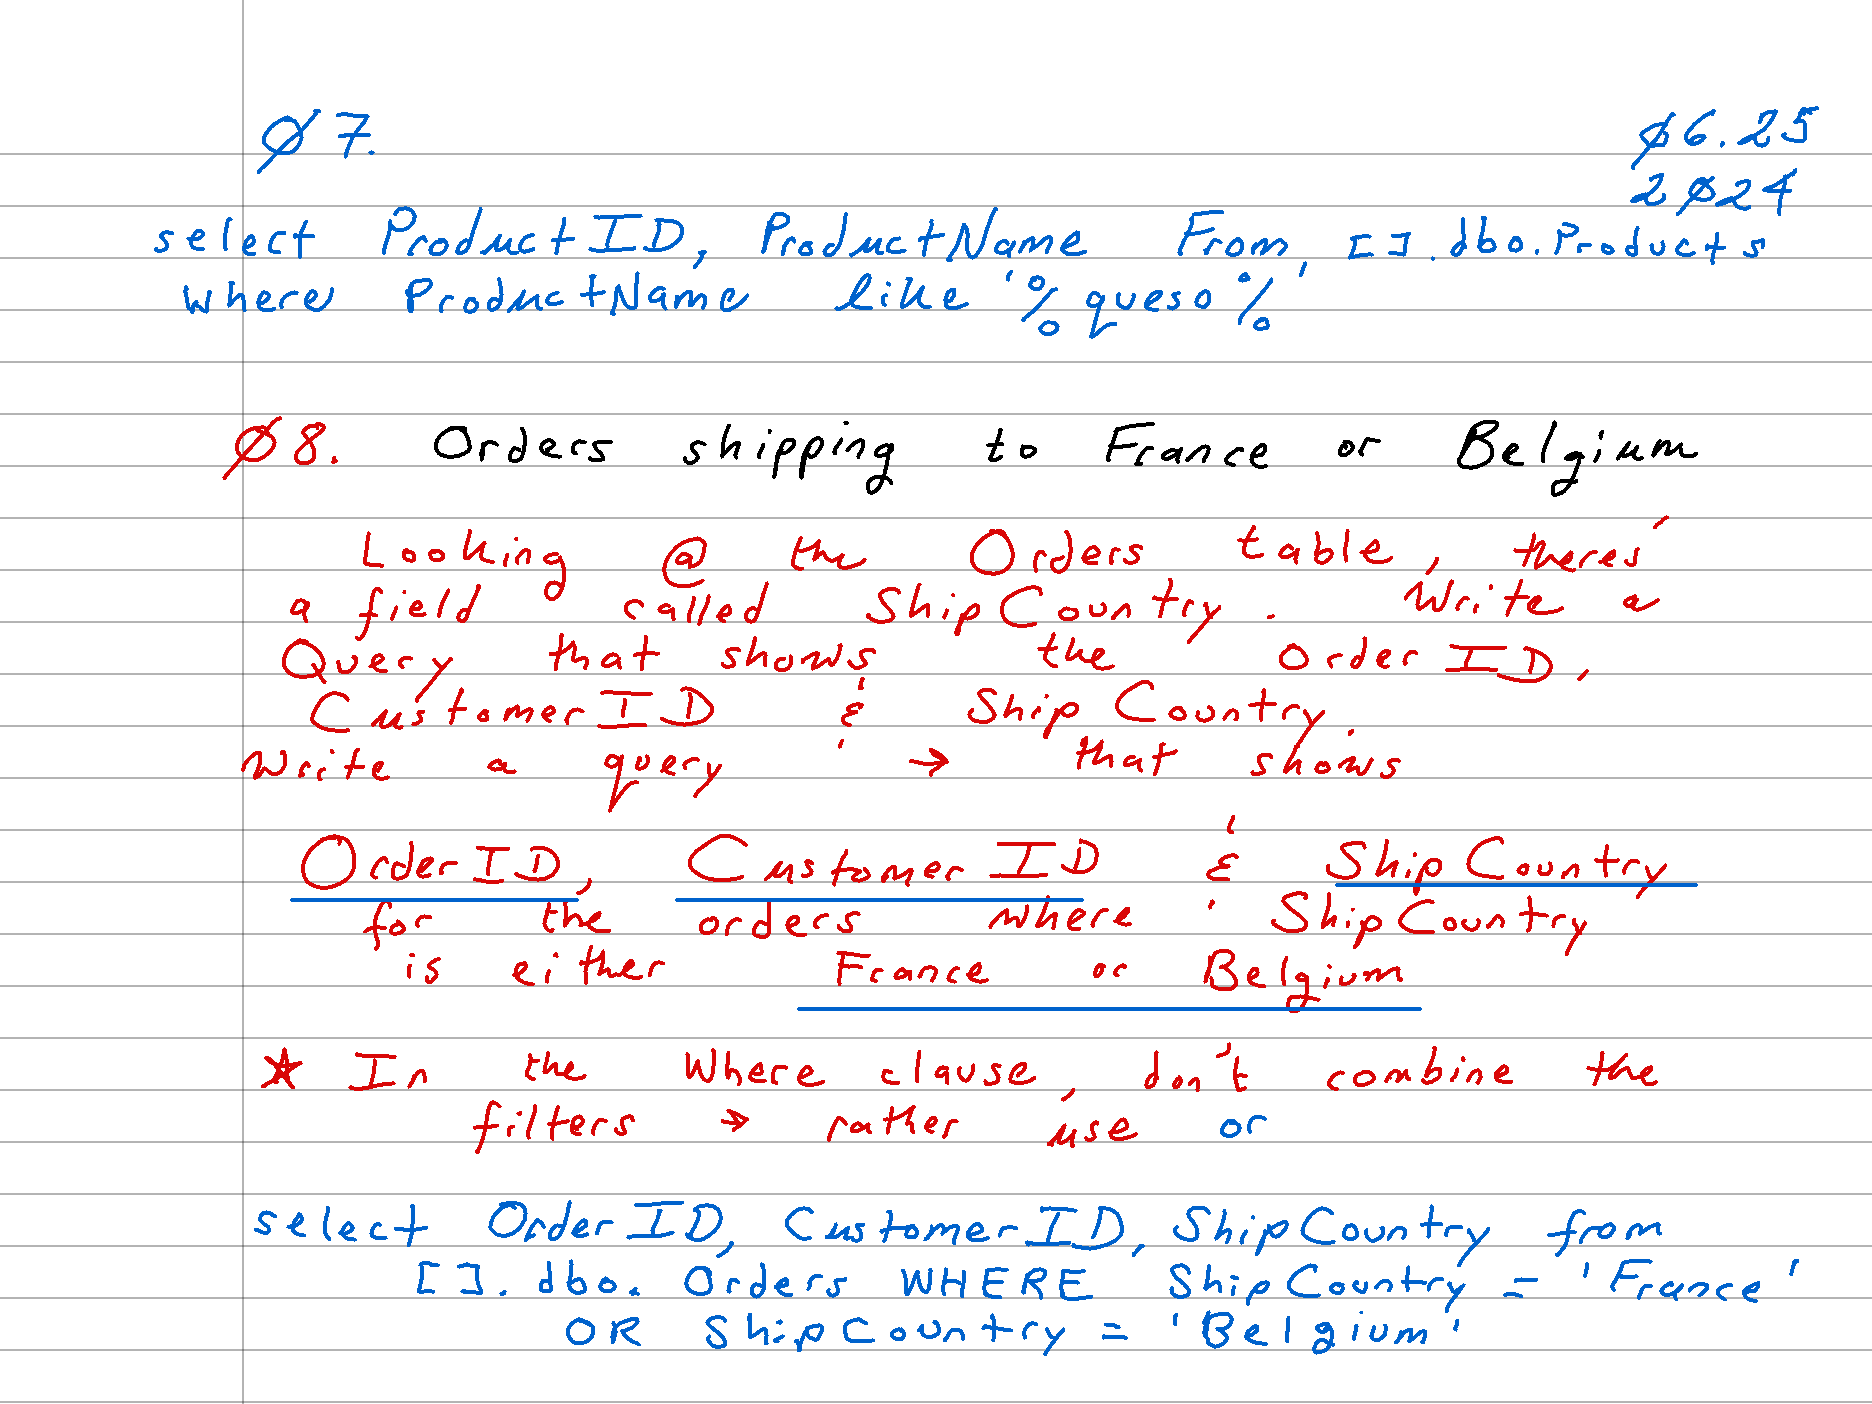 Ø7.
Ø6.25
2Ø24
select ProductID, ProductName From [].dbo.Products
where ProductName like '%queso%'
Ø8. Orders shipping to France or Belgium
Looking @ the Orders table, theres'
a field called ShipCountry. Write a
Query that shows the OrderID,
CustomerID & ShipCountry.
Write a query → that shows
OrderID, CustomerID & ShipCountry
for the orders where ShipCountry
is either France or Belgium
☆ In the Where clause, don't combine the
filters → rather use or
select OrderID, CustomerID, ShipCountry from
[].dbo.Orders WHERE ShipCountry = 'France'
OR ShipCountry = 'Belgium'